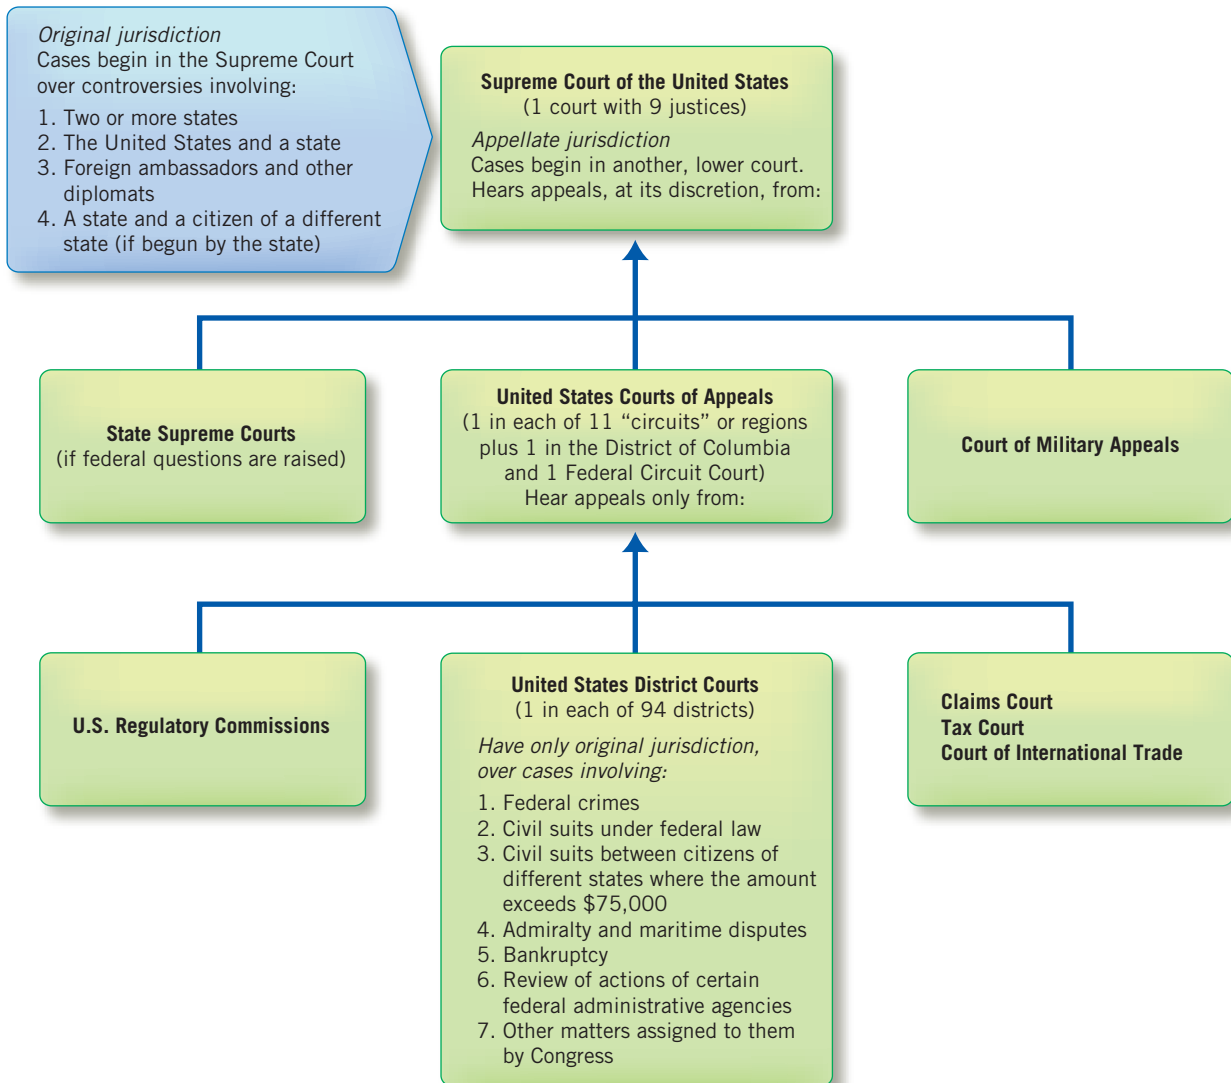 Original jurisdiction
Cases begin in the Supreme Court
over controversies involving:
1. Two or more states
2. The United States and a state
3. Foreign ambassadors and other
diplomats
4. A state and a citizen of a different
state (if begun by the state)
Supreme Court of the United States
(1 court with 9 justices)
Appellate jurisdiction
Cases begin in another, lower court.
Hears appeals, at its discretion, from:
State Supreme Courts
(if federal questions are raised)
United States Courts of Appeals
(1 in each of 11 “circuits” or regions
plus 1 in the District of Columbia
and 1 Federal Circuit Court)
Hear appeals only from:
Court of Military Appeals
U.S. Regulatory Commissions
United States District Courts
(1 in each of 94 districts)
Have only original jurisdiction,
over cases involving:
1. Federal crimes
2. Civil suits under federal law
3. Civil suits between citizens of
different states where the amount
exceeds $75,000
4. Admiralty and maritime disputes
5. Bankruptcy
6. Review of actions of certain
federal administrative agencies
7. Other matters assigned to them
by Congress
Claims Court
Tax Court
Court of International Trade